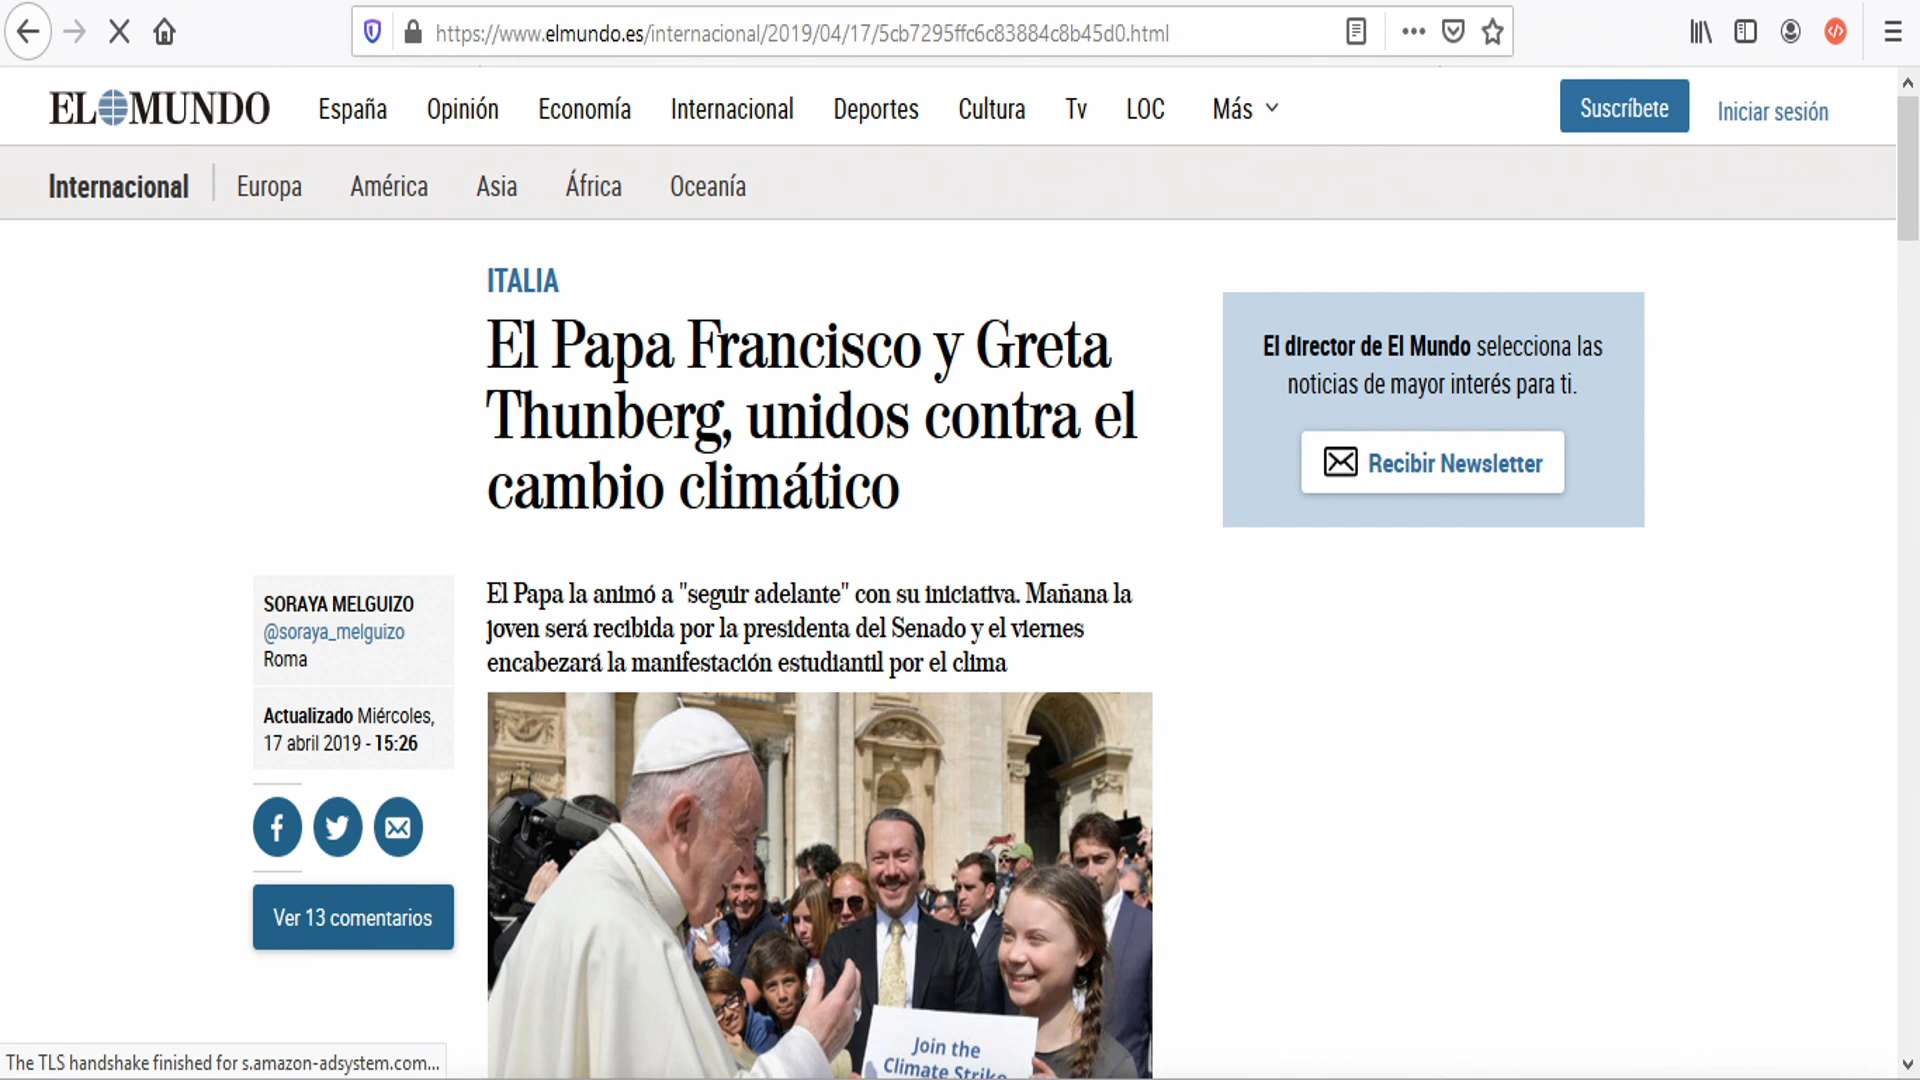 https://www.elmundo.es/internacional/2019/04/17/5cb7295ffc6c83884c8b45d0.html
EL MUNDO España Opinión Economía Internacional Deportes Cultura Tv LOC Más Suscríbete Iniciar sesión
Internacional Europa América Asia África Oceanía
ITALIA
El Papa Francisco y Greta
Thunberg, unidos contra el
cambio climático
El director de El Mundo selecciona las
noticias de mayor interés para ti.
Recibir Newsletter
El Papa la animó a "seguir adelante" con su iniciativa. Mañana la
joven será recibida por la presidenta del Senado y el viernes
encabezará la manifestación estudiantil por el clima
SORAYA MELGUIZO
@soraya_melguizo
Roma
Actualizado Miércoles,
17 abril 2019 - 15:26
Ver 13 comentarios
Join the
Climate Strike
The TLS handshake finished for s.amazon-adsystem.com...